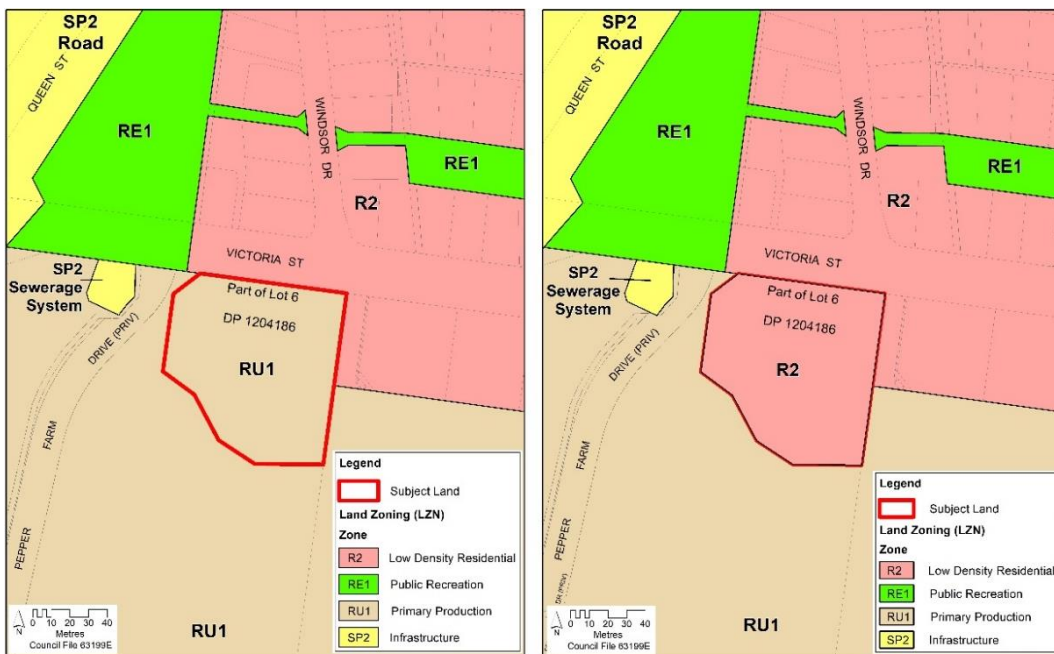 SP2
Road
QUEEN ST
RE1
WINDSOR DR
RE1
R2
VICTORIA ST
SP2
Sewerage
System
Part of Lot 6
DP 1204186
DRIVE (PRIV)
RU1
FARM
PEPPER
RU1
Legend
Subject Land
Land Zoning (LZN)
Zone
R2 Low Density Residential
RE1 Public Recreation
RU1 Primary Production
SP2 Infrastructure
N
0 5 10 20 30 40
Metres
Council File 63199E
SP2
Road
QUEEN ST
RE1
WINDSOR DR
RE1
R2
VICTORIA ST
SP2
Sewerage
System
Part of Lot 6
DP 1204186
DRIVE (PRIV)
R2
FARM
PEPPER
DR (PRIV)
RU1
Legend
Subject Land
Land Zoning (LZN)
Zone
R2 Low Density Residential
RE1 Public Recreation
RU1 Primary Production
SP2 Infrastructure
N
0 5 10 20 30 40
Metres
Council File 63199E